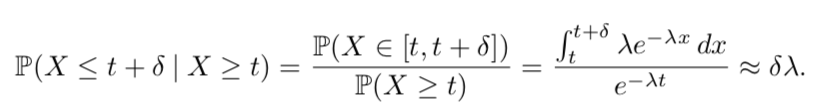 ℙ(X ≤ t + δ | X ≥ t) = ℙ(X ∈ [t, t + δ]) / ℙ(X ≥ t) = ∫_t^{t+δ} λe^{−λx} dx / e^{−λt} ≈ δλ.